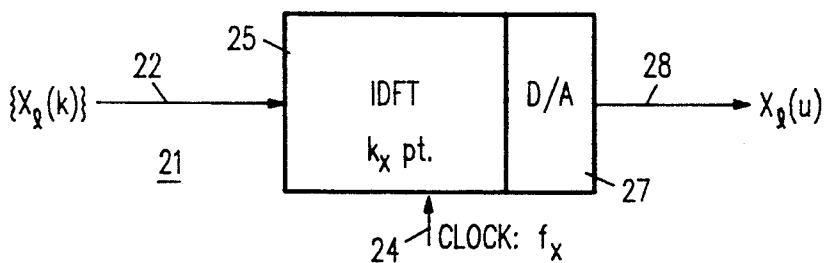 25
22
{X_ℓ(k)}
IDFT
k_x pt.
D/A
28
X_ℓ(u)
21
27
24
CLOCK: f_x